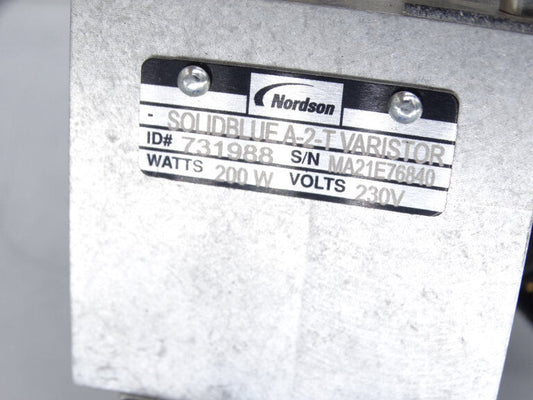 Nordson
- SOLIDBLUE A-2-T VARISTOR
ID# 731988 S/N MA21E76840
WATTS 200 W VOLTS 230V